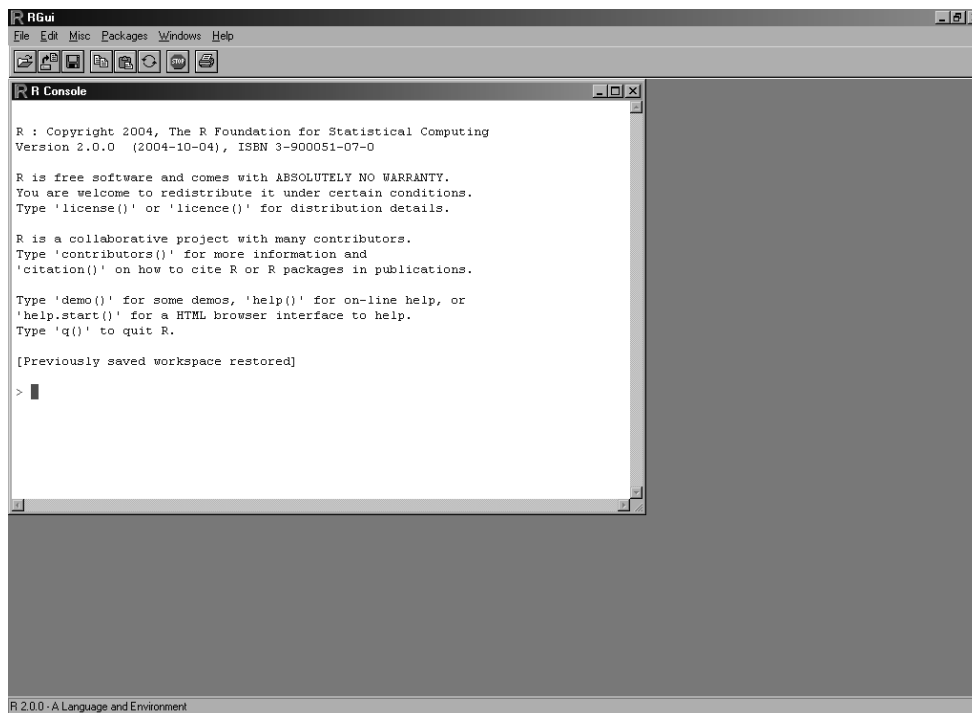 RGui
File Edit Misc Packages Windows Help
STOP
R Console
R : Copyright 2004, The R Foundation for Statistical Computing
Version 2.0.0  (2004-10-04), ISBN 3-900051-07-0
R is free software and comes with ABSOLUTELY NO WARRANTY.
You are welcome to redistribute it under certain conditions.
Type 'license()' or 'licence()' for distribution details.
R is a collaborative project with many contributors.
Type 'contributors()' for more information and
'citation()' on how to cite R or R packages in publications.
Type 'demo()' for some demos, 'help()' for on-line help, or
'help.start()' for a HTML browser interface to help.
Type 'q()' to quit R.
[Previously saved workspace restored]
>
R 2.0.0 - A Language and Environment